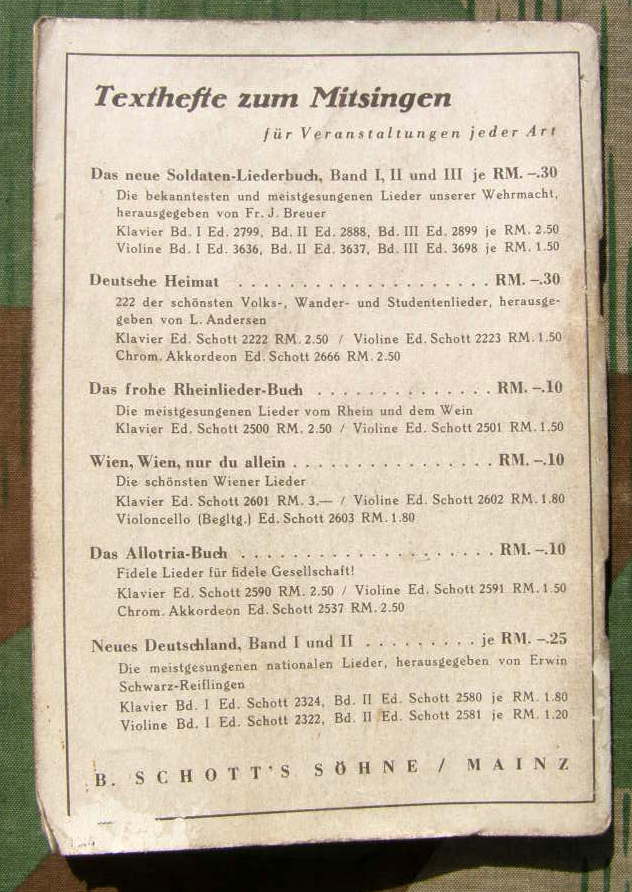 Texthefte zum Mitsingen
für Veranstaltungen jeder Art
Das neue Soldaten-Liederbuch, Band I, II und III je RM. –.30
Die bekanntesten und meistgesungenen Lieder unserer Wehrmacht,
herausgegeben von Fr. J. Breuer
Klavier Bd. I Ed. 2799, Bd. II Ed. 2888, Bd. III Ed. 2899 je RM. 2.50
Violine Bd. I Ed. 3636, Bd. II Ed. 3637, Bd. III Ed. 3698 je RM. 1.50
Deutsche Heimat . . . . . . . . . . . . . . . . . . . . RM. –.30
222 der schönsten Volks-, Wander- und Studentenlieder, herausge-
geben von L. Andersen
Klavier Ed. Schott 2222 RM. 2.50 / Violine Ed. Schott 2223 RM. 1.50
Chrom. Akkordeon Ed. Schott 2666 RM. 2.50
Das frohe Rheinlieder-Buch . . . . . . . . . . . . . . RM. –.10
Die meistgesungenen Lieder vom Rhein und dem Wein
Klavier Ed. Schott 2500 RM. 2.50 / Violine Ed. Schott 2501 RM. 1.50
Wien, Wien, nur du allein . . . . . . . . . . . . . . . . RM. –.10
Die schönsten Wiener Lieder
Klavier Ed. Schott 2601 RM. 3.— / Violine Ed. Schott 2602 RM. 1.80
Violoncello (Begltg.) Ed. Schott 2603 RM. 1.80
Das Allotria-Buch . . . . . . . . . . . . . . . . . . . . RM. –.10
Fidele Lieder für fidele Gesellschaft!
Klavier Ed. Schott 2590 RM. 2.50 / Violine Ed. Schott 2591 RM. 1.50
Chrom. Akkordeon Ed. Schott 2537 RM. 2.50
Neues Deutschland, Band I und II . . . . . . . . . je RM. –.25
Die meistgesungenen nationalen Lieder, herausgegeben von Erwin
Schwarz-Reiflingen
Klavier Bd. I Ed. Schott 2324, Bd. II Ed. Schott 2580 je RM. 1.80
Violine Bd. I Ed. Schott 2322, Bd. II Ed. Schott 2581 je RM. 1.20
B. SCHOTT'S SÖHNE / MAINZ